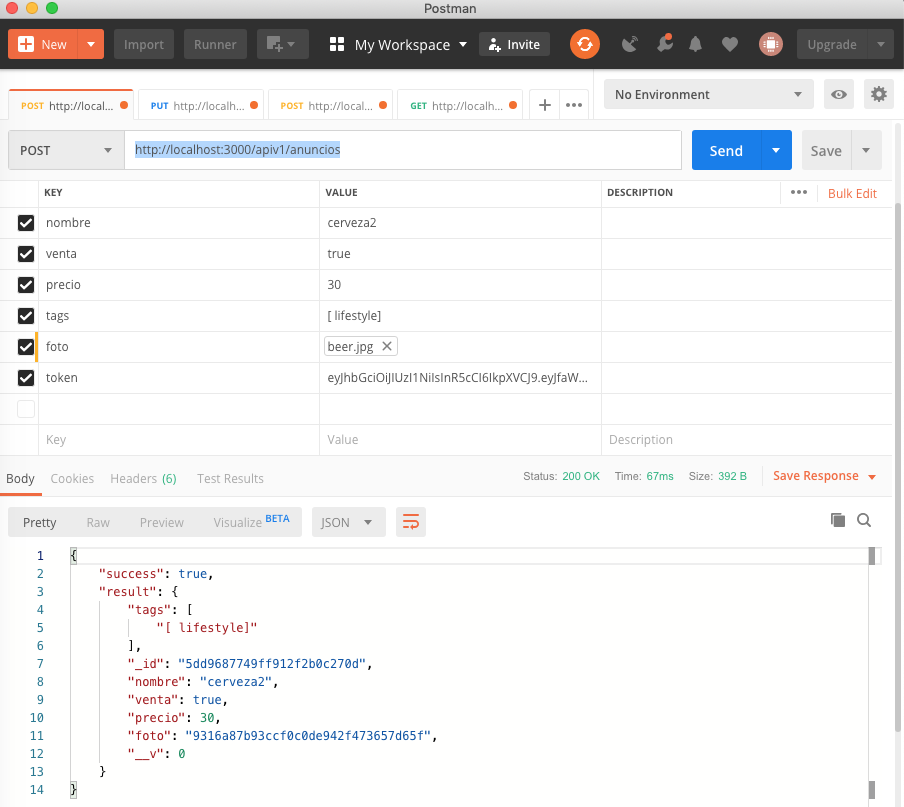 Postman
New Import Runner My Workspace Invite Upgrade
POST http://local... PUT http://localh... POST http://local... GET http://localh... + ••• No Environment
POST http://localhost:3000/apiv1/anuncios Send Save
KEY VALUE DESCRIPTION ••• Bulk Edit
nombre cerveza2
venta true
precio 30
tags [ lifestyle]
foto beer.jpg
token eyJhbGciOiJIUzI1NiIsInR5cCI6IkpXVCJ9.eyJfaW...
Key Value Description
Body Cookies Headers (6) Test Results Status: 200 OK Time: 67ms Size: 392 B Save Response
Pretty Raw Preview Visualize BETA JSON
1 {
2 "success": true,
3 "result": {
4 "tags": [
5 "[ lifestyle]"
6 ],
7 "_id": "5dd9687749ff912f2b0c270d",
8 "nombre": "cerveza2",
9 "venta": true,
10 "precio": 30,
11 "foto": "9316a87b93ccf0c0de942f473657d65f",
12 "__v": 0
13 }
14 }